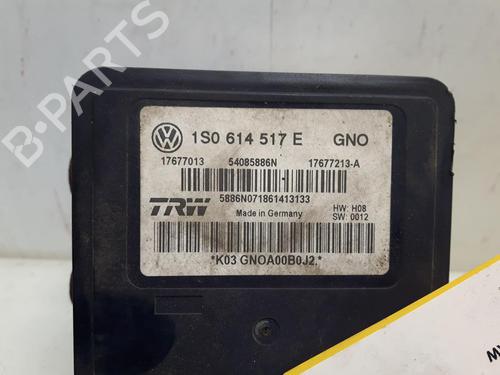 B-PARTS
1S0 614 517 E GNO
17677013 54085886N 17677213-A
5886N071861413133
TRW
Made in Germany
HW: H08
SW: 0012
*K03 GNOA00B0J2.*